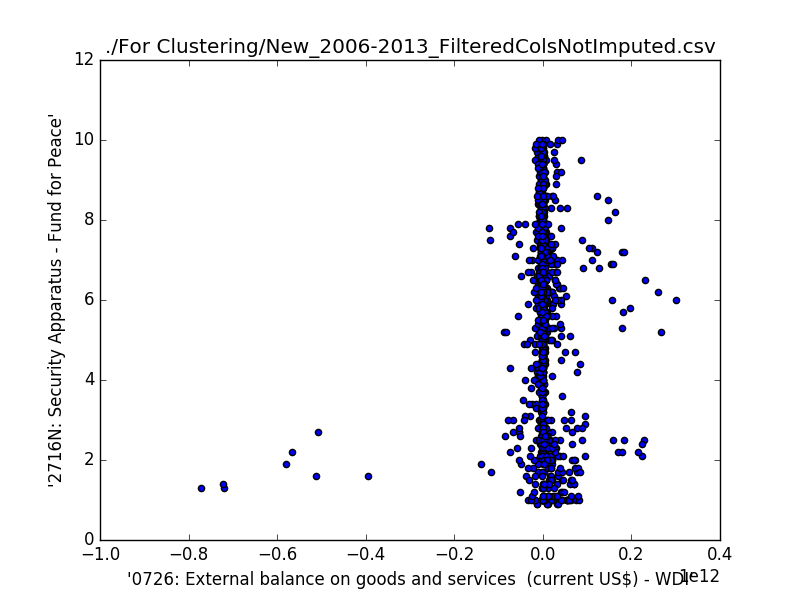 ./For Clustering/New_2006-2013_FilteredColsNotImputed.csv
12
10
8
6
4
2
0
'2716N: Security Apparatus - Fund for Peace'
−1.0 −0.8 −0.6 −0.4 −0.2 0.0 0.2 0.4
1e12
'0726: External balance on goods and services  (current US$) - WDI'